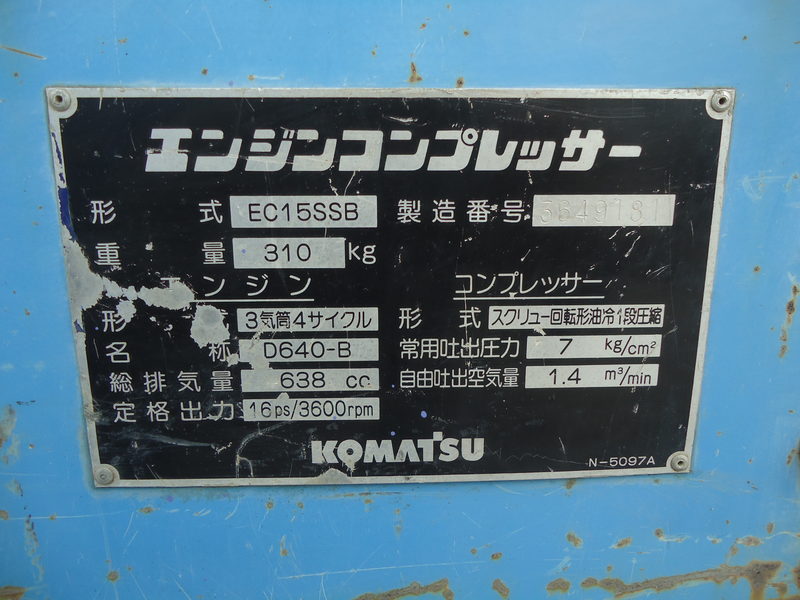 エンジンコンプレッサー
形 式 EC15SSB 製造番号 5649181
重 量 310 kg
エンジン コンプレッサー
形 3気筒4サイクル 形 式 スクリュー回転形油冷1段圧縮
名 称 D640-B 常用吐出圧力 7 kg/cm²
総排気量 638 cc 自由吐出空気量 1.4 m³/min
定格出力 16ps/3600rpm
KOMATSU
N-5097A